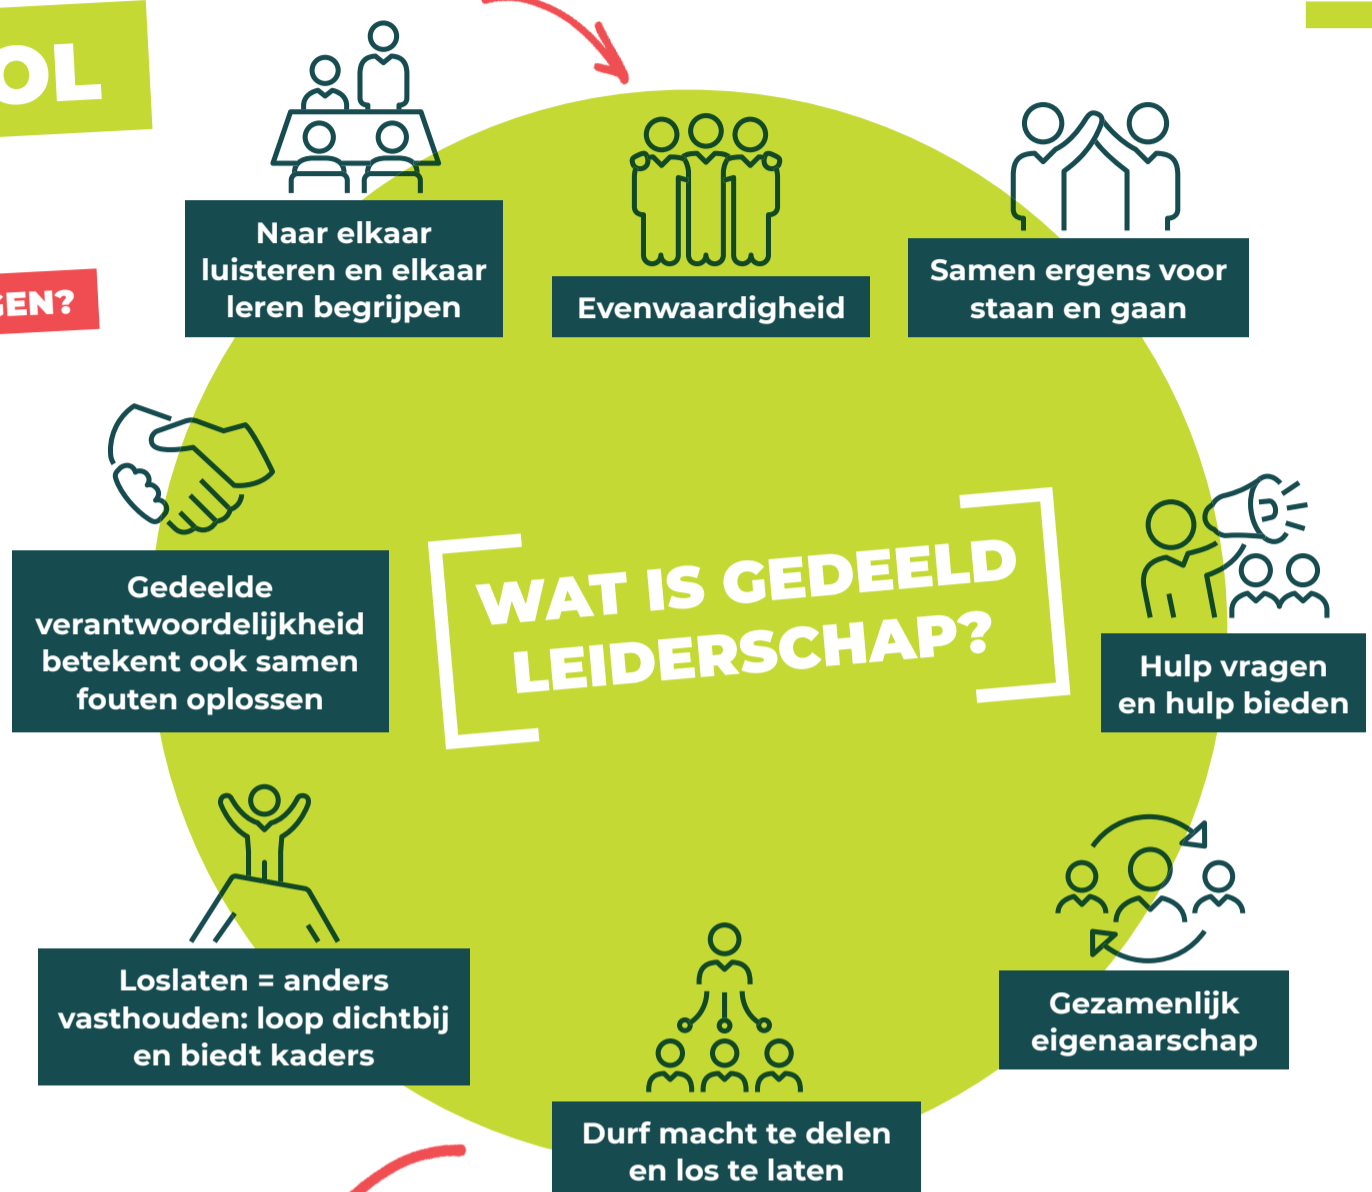 OL
GEN?
Naar elkaar
luisteren en elkaar
leren begrijpen
Evenwaardigheid
Samen ergens voor
staan en gaan
Gedeelde
verantwoordelijkheid
betekent ook samen
fouten oplossen
WAT IS GEDEELD
LEIDERSCHAP?
Hulp vragen
en hulp bieden
Loslaten = anders
vasthouden: loop dichtbij
en biedt kaders
Gezamenlijk
eigenaarschap
Durf macht te delen
en los te laten